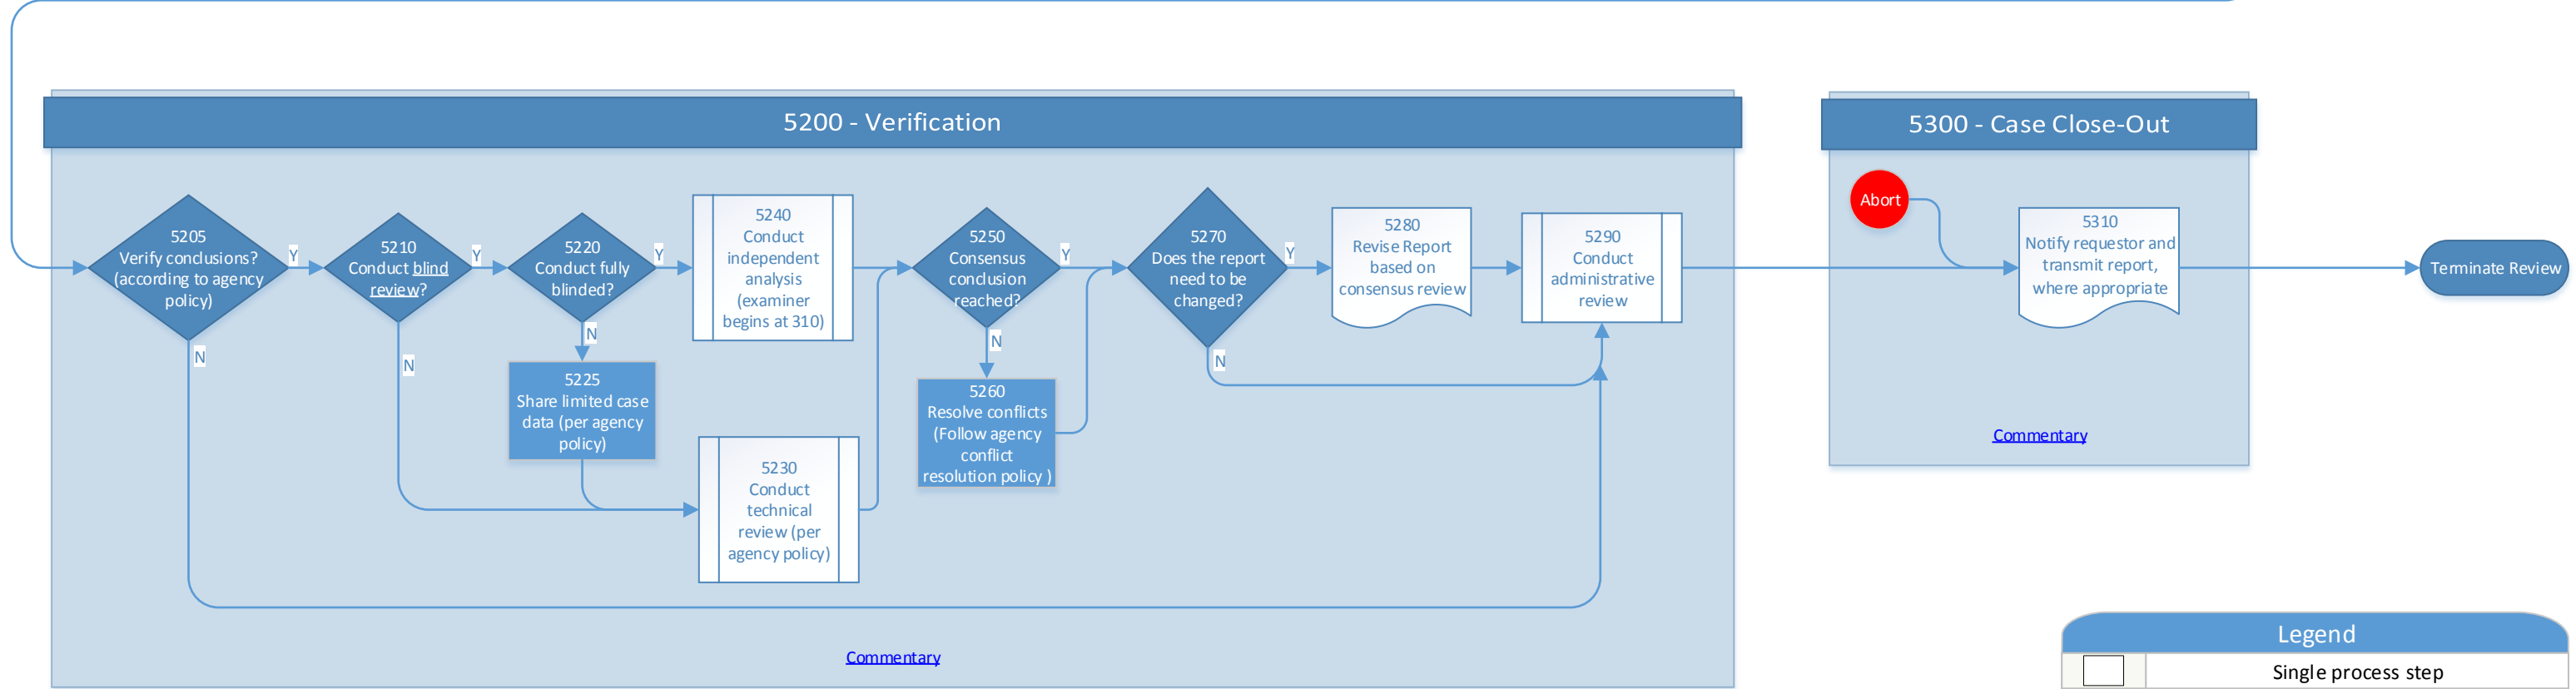 5200 - Verification
5205
Verify conclusions?
(according to agency
policy)
Y
N
5210
Conduct blind
review?
Y
N
5220
Conduct fully
blinded?
Y
N
5225
Share limited case
data (per agency
policy)
5240
Conduct
independent
analysis
(examiner
begins at 310)
5230
Conduct
technical
review (per
agency policy)
5250
Consensus
conclusion
reached?
Y
N
5260
Resolve conflicts
(Follow agency
conflict
resolution policy )
5270
Does the report
need to be
changed?
Y
N
5280
Revise Report
based on
consensus review
5290
Conduct
administrative
review
Commentary
5300 - Case Close-Out
Abort
5310
Notify requestor and
transmit report,
where appropriate
Commentary
Terminate Review
Legend
Single process step